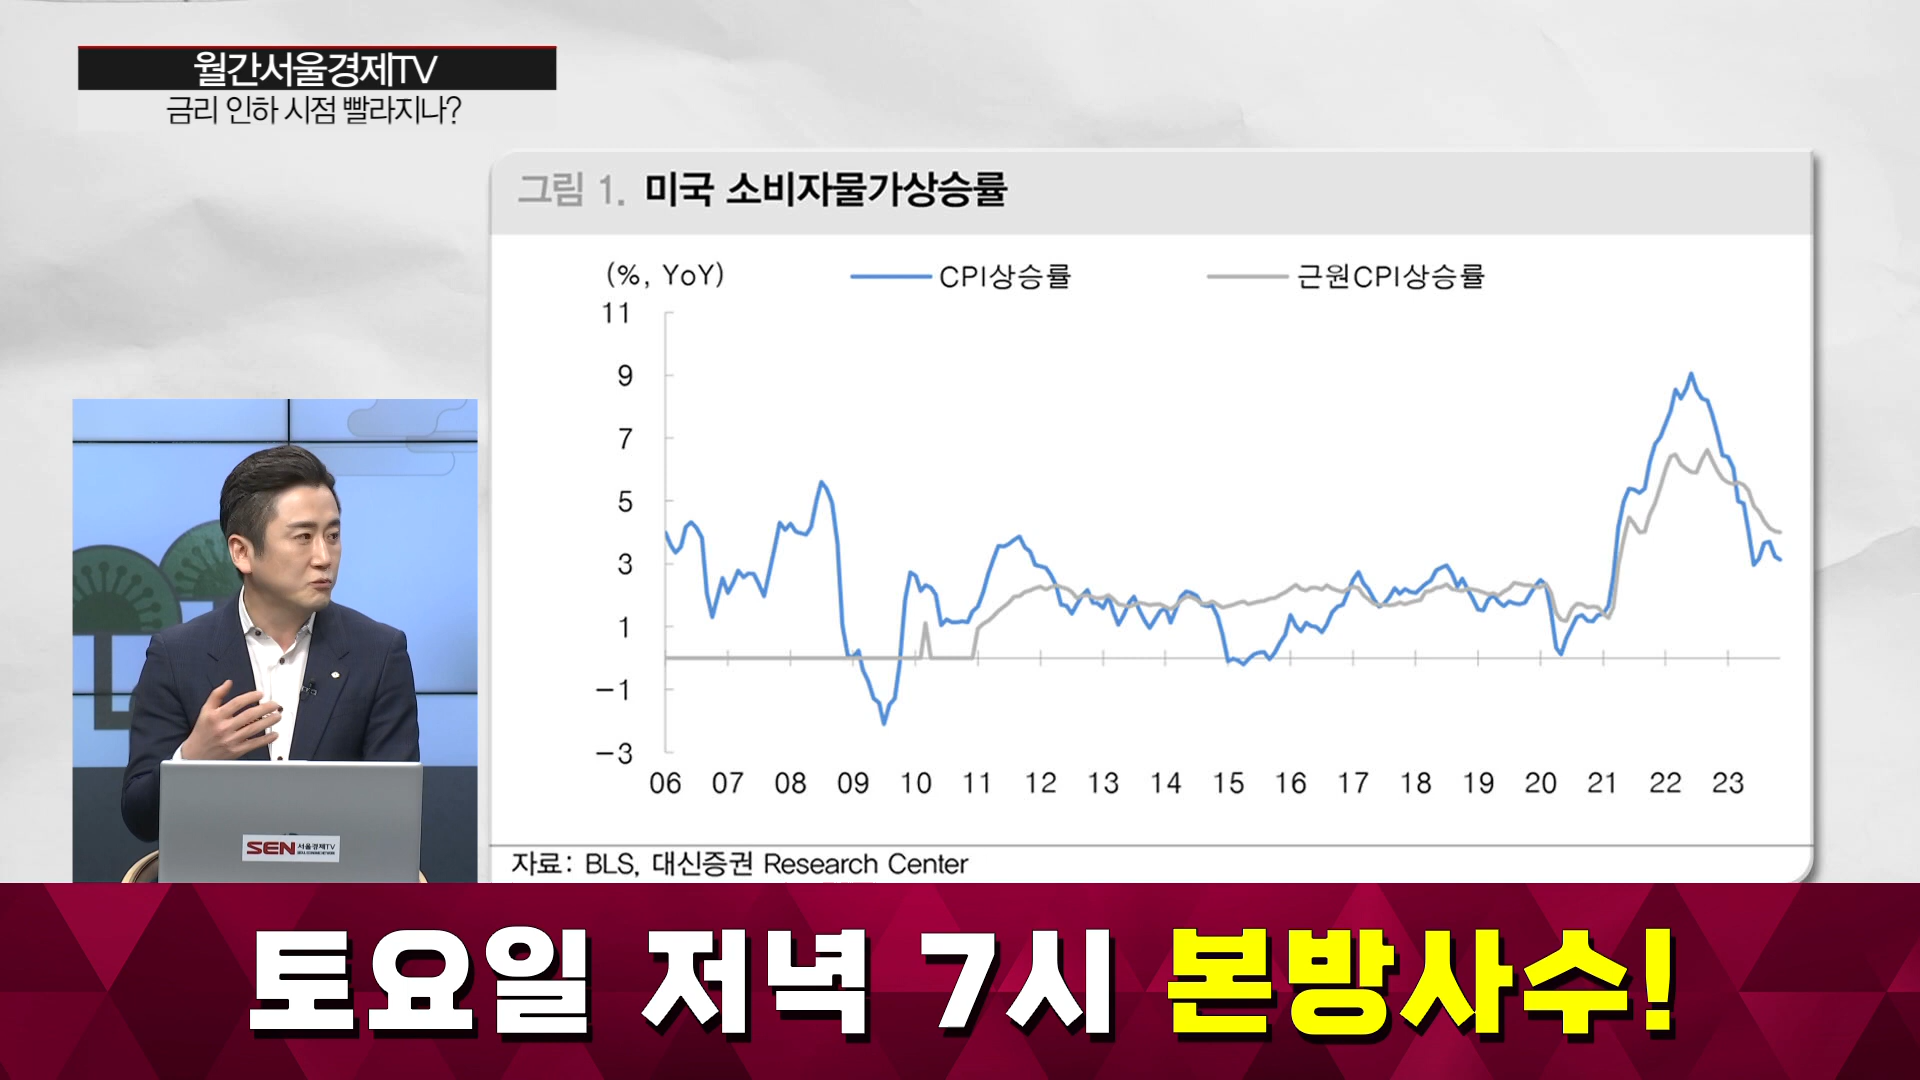 월간서울경제TV
금리 인하 시점 빨라지나?
그림 1. 미국 소비자물가상승률
(%, YoY)
CPI상승률
근원CPI상승률
11
9
7
5
3
1
-1
-3
06 07 08 09 10 11 12 13 14 15 16 17 18 19 20 21 22 23
자료: BLS, 대신증권 Research Center
SEN 서울경제TV
토요일 저녁 7시 본방사수!